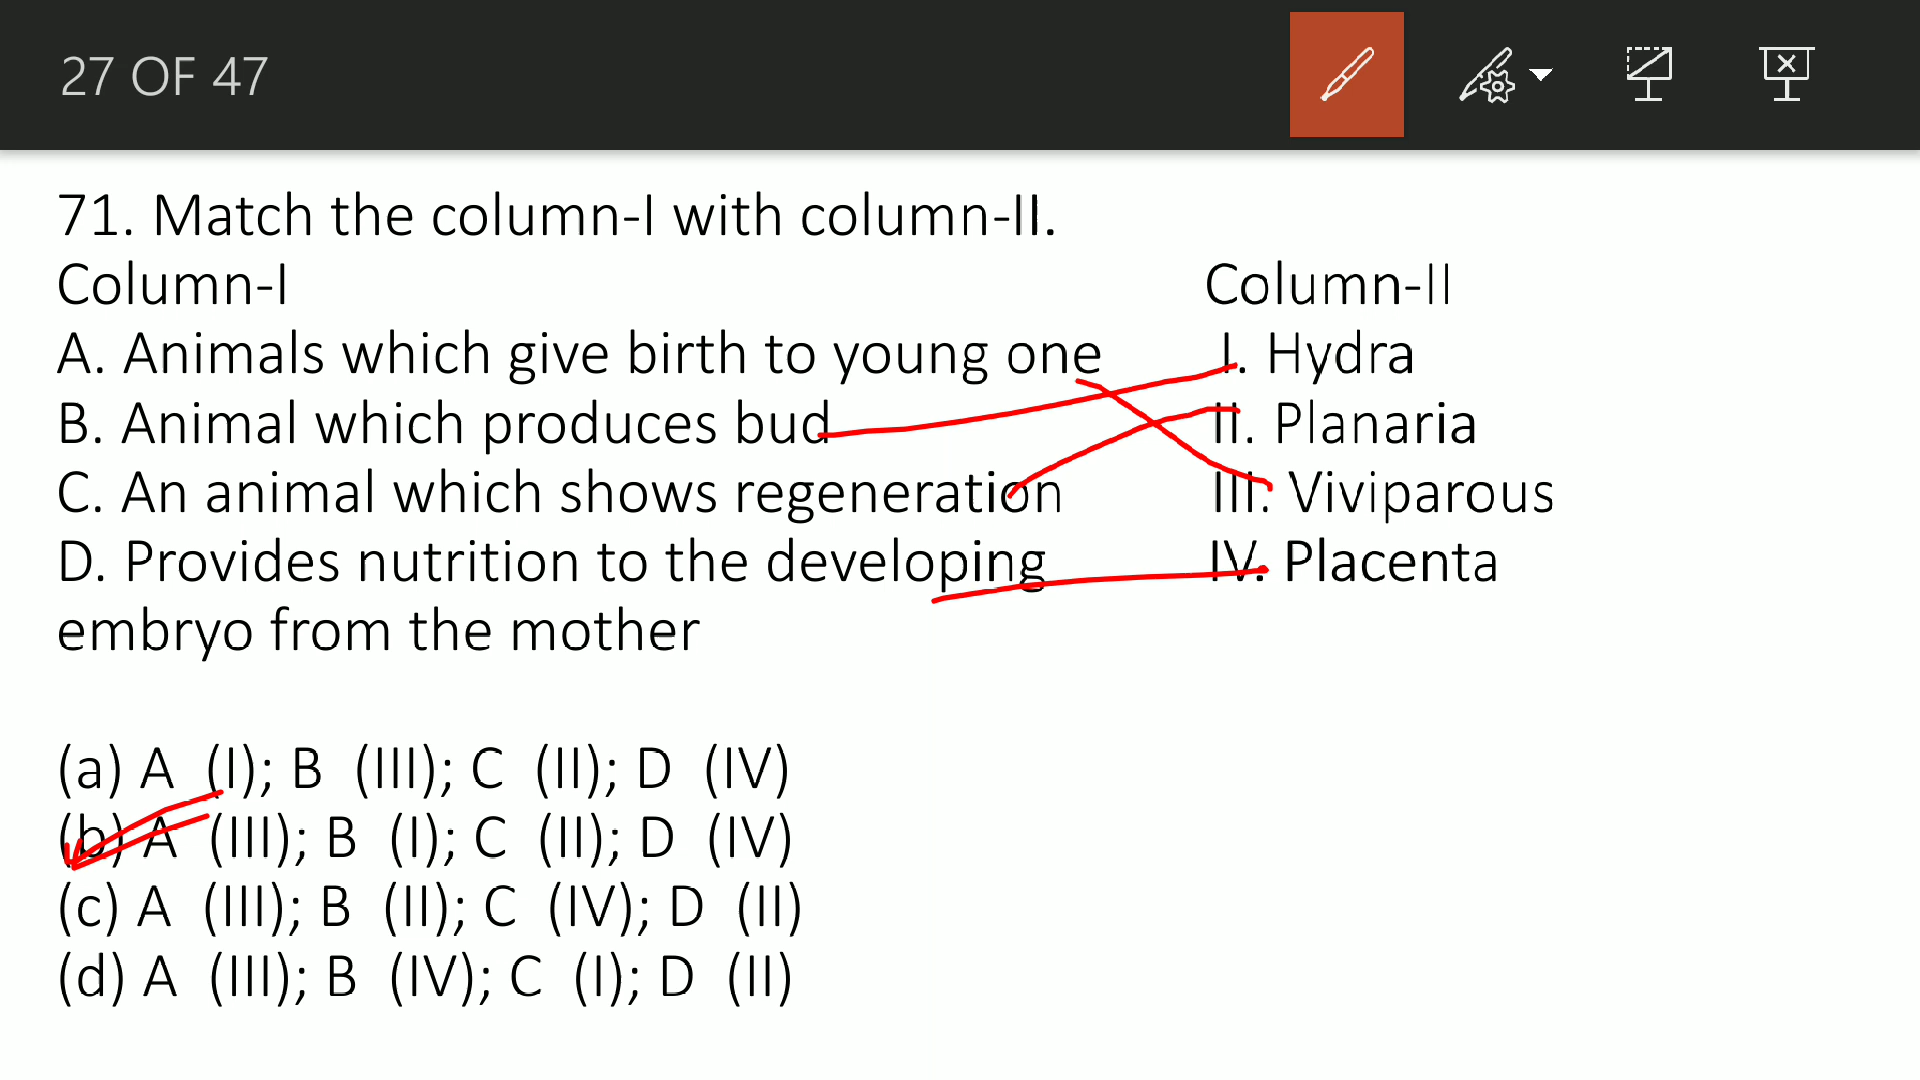 27 OF 47
71. Match the column-I with column-II.
Column-I Column-II
A. Animals which give birth to young one I. Hydra
B. Animal which produces bud II. Planaria
C. An animal which shows regeneration III. Viviparous
D. Provides nutrition to the developing IV. Placenta
embryo from the mother
(a) A (I); B (III); C (II); D (IV)
(b) A (III); B (I); C (II); D (IV)
(c) A (III); B (II); C (IV); D (II)
(d) A (III); B (IV); C (I); D (II)